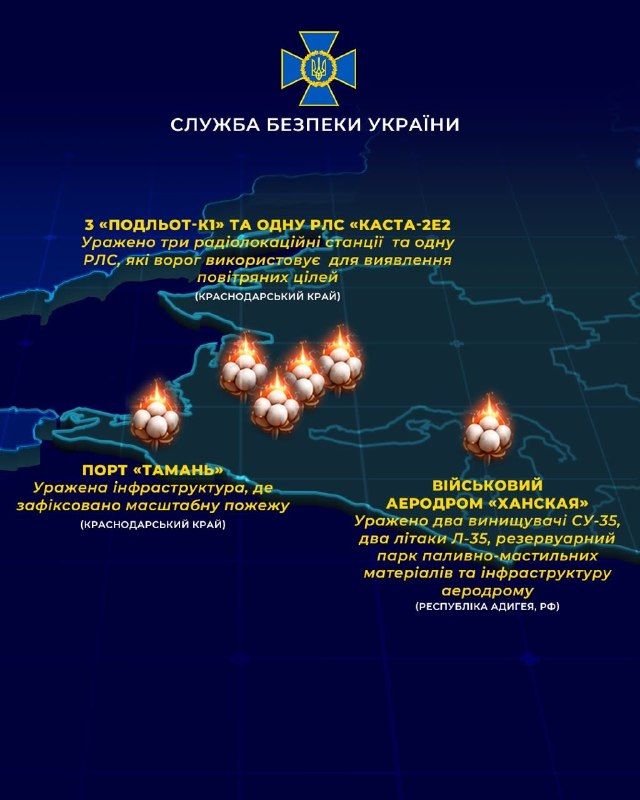 СЛУЖБА БЕЗПЕКИ УКРАЇНИ
3 «ПОДЛЬОТ-К1» ТА ОДНУ РЛС «КАСТА-2Е2
Уражено три радіолокаційні станції та одну
РЛС, які ворог використовує для виявлення
повітряних цілей
(КРАСНОДАРСЬКИЙ КРАЙ)
ПОРТ «ТАМАНЬ»
Уражена інфраструктура, де
зафіксовано масштабну пожежу
(КРАСНОДАРСЬКИЙ КРАЙ)
ВІЙСЬКОВИЙ
АЕРОДРОМ «ХАНСКАЯ»
Уражено два винищувачі СУ-35,
два літаки Л-35, резервуарний
парк паливно-мастильних
матеріалів та інфраструктуру
аеродрому
(РЕСПУБЛІКА АДИГЕЯ, РФ)